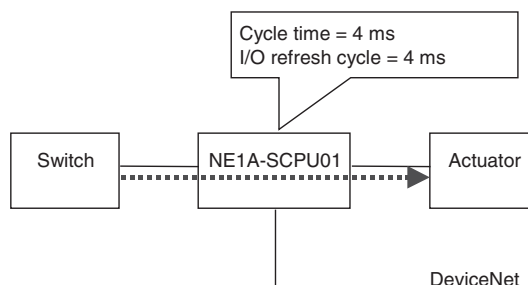 Cycle time = 4 ms
I/O refresh cycle = 4 ms
Switch
NE1A-SCPU01
Actuator
DeviceNet